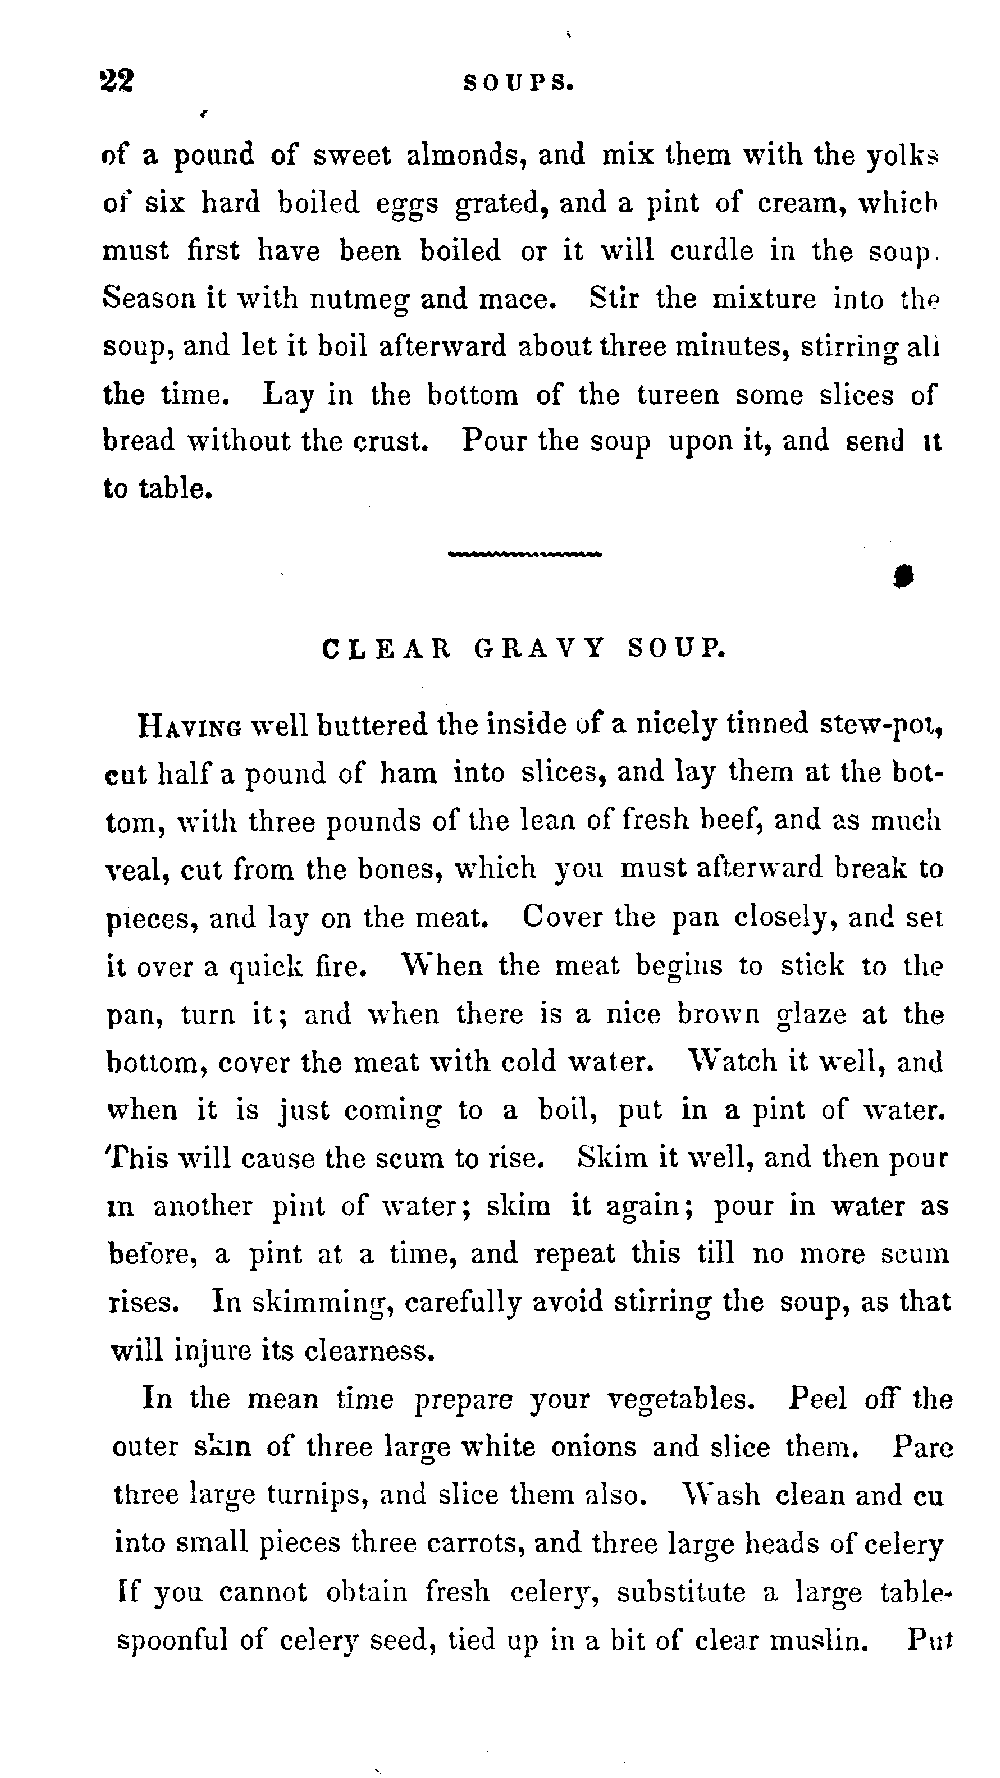 22 SOUPS.
of a pound of sweet almonds, and mix them with the yolks
of six hard boiled eggs grated, and a pint of cream, which
must first have been boiled or it will curdle in the soup.
Season it with nutmeg and mace. Stir the mixture into the
soup, and let it boil afterward about three minutes, stirring all
the time. Lay in the bottom of the tureen some slices of
bread without the crust. Pour the soup upon it, and send it
to table.
CLEAR GRAVY SOUP.
Having well buttered the inside of a nicely tinned stew-pot,
cut half a pound of ham into slices, and lay them at the bot-
tom, with three pounds of the lean of fresh beef, and as much
veal, cut from the bones, which you must afterward break to
pieces, and lay on the meat. Cover the pan closely, and set
it over a quick fire. When the meat begins to stick to the
pan, turn it; and when there is a nice brown glaze at the
bottom, cover the meat with cold water. Watch it well, and
when it is just coming to a boil, put in a pint of water.
This will cause the scum to rise. Skim it well, and then pour
in another pint of water; skim it again; pour in water as
before, a pint at a time, and repeat this till no more scum
rises. In skimming, carefully avoid stirring the soup, as that
will injure its clearness.
In the mean time prepare your vegetables. Peel off the
outer skin of three large white onions and slice them. Pare
three large turnips, and slice them also. Wash clean and cu
into small pieces three carrots, and three large heads of celery
If you cannot obtain fresh celery, substitute a large table-
spoonful of celery seed, tied up in a bit of clear muslin. Put